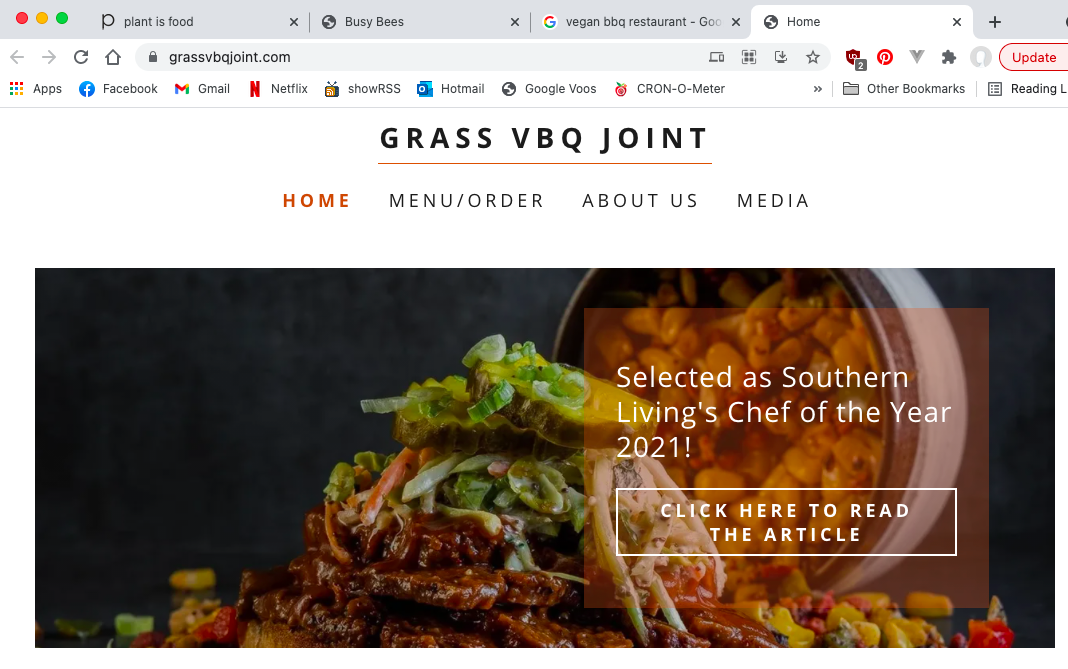 plant is food
Busy Bees
vegan bbq restaurant - Goo
Home
grassvbqjoint.com
2
Update
Apps
Facebook
Gmail
Netflix
showRSS
Hotmail
Google Voos
CRON-O-Meter
Other Bookmarks
Reading L
GRASS VBQ JOINT
HOME MENU/ORDER ABOUT US MEDIA
Selected as Southern
Living's Chef of the Year
2021!
CLICK HERE TO READ
THE ARTICLE